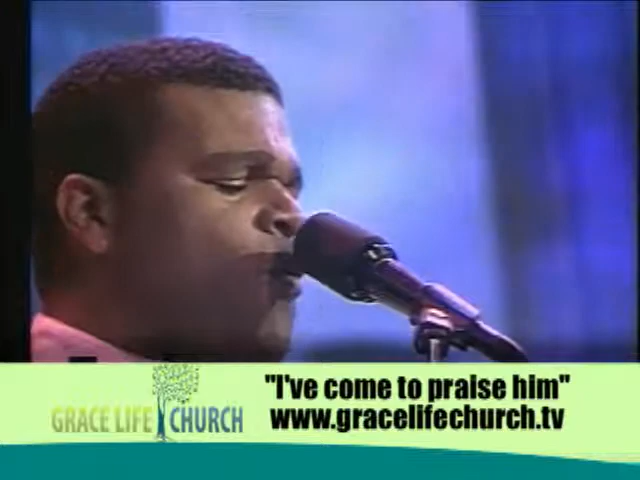 GRACE LIFE CHURCH
"I've come to praise him"
www.gracelifechurch.tv